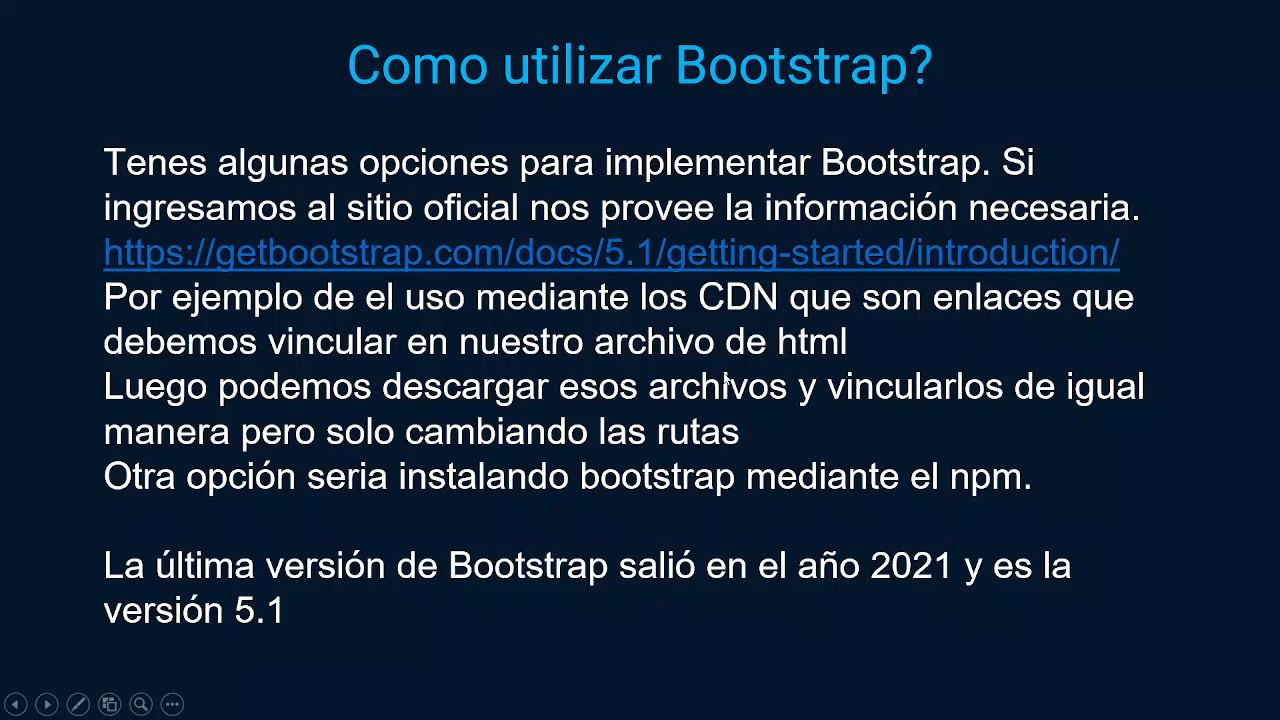 Como utilizar Bootstrap?
Tenes algunas opciones para implementar Bootstrap. Si
ingresamos al sitio oficial nos provee la información necesaria.
https://getbootstrap.com/docs/5.1/getting-started/introduction/
Por ejemplo de el uso mediante los CDN que son enlaces que
debemos vincular en nuestro archivo de html
Luego podemos descargar esos archivos y vincularlos de igual
manera pero solo cambiando las rutas
Otra opción seria instalando bootstrap mediante el npm.
La última versión de Bootstrap salió en el año 2021 y es la
versión 5.1